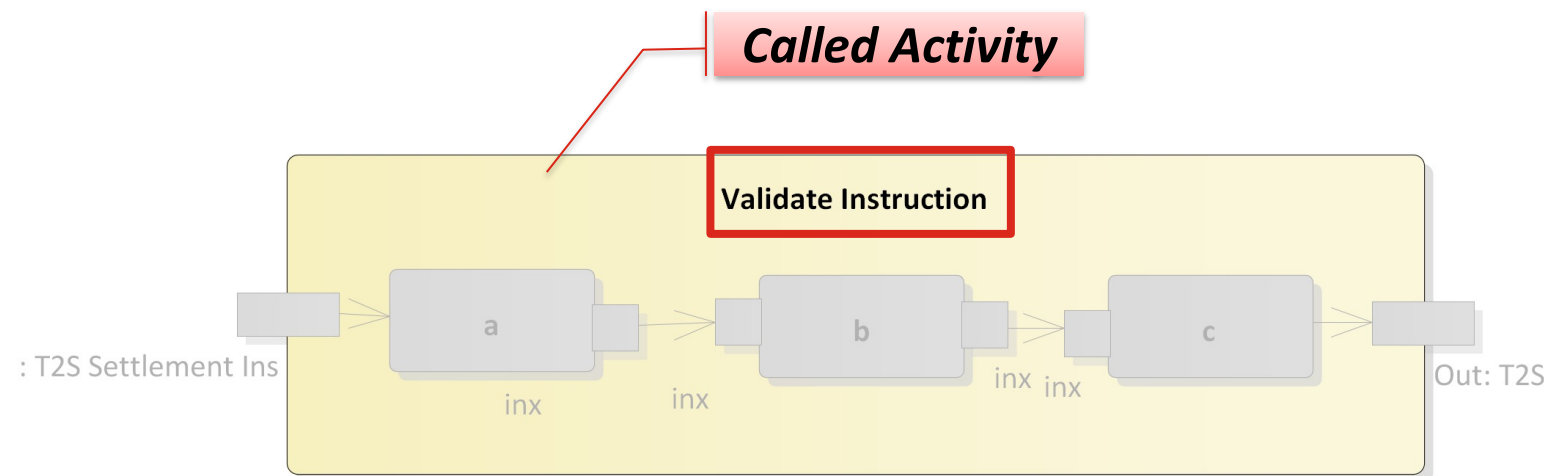 Called Activity
Validate Instruction
a
b
c
: T2S Settlement Ins
Out: T2S
inx
inx
inx
inx